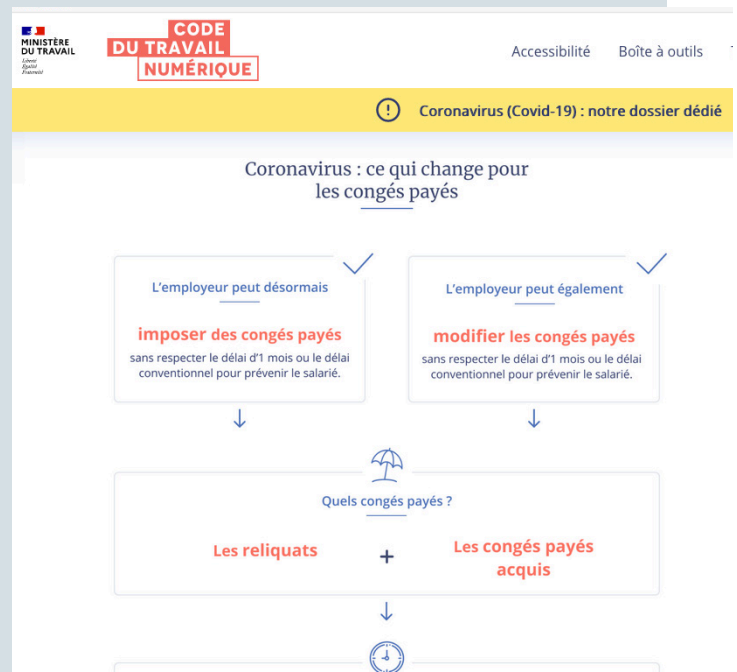 MINISTÈRE
DU TRAVAIL
Liberté
Égalité
Fraternité
CODE
DU TRAVAIL
NUMÉRIQUE
Accessibilité Boîte à outils
Coronavirus (Covid-19) : notre dossier dédié
Coronavirus : ce qui change pour
les congés payés
L'employeur peut désormais
imposer des congés payés
sans respecter le délai d'1 mois ou le délai
conventionnel pour prévenir le salarié.
L'employeur peut également
modifier les congés payés
sans respecter le délai d'1 mois ou le délai
conventionnel pour prévenir le salarié.
Quels congés payés ?
Les reliquats + Les congés payés
acquis